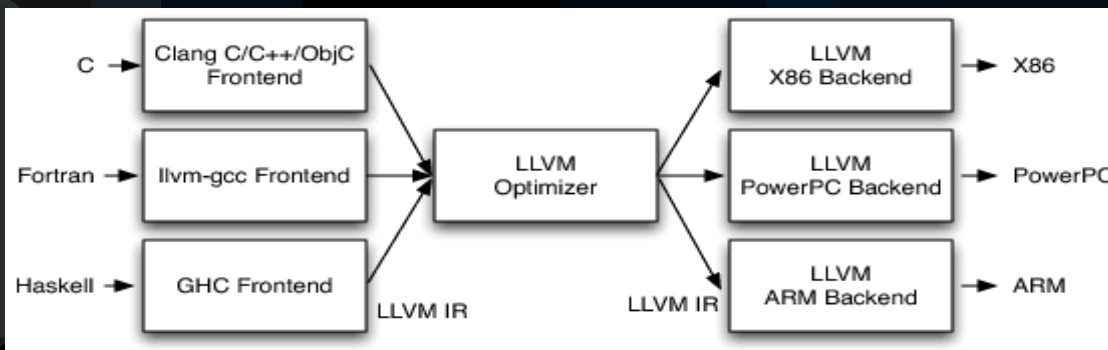 C
Clang C/C++/ObjC
Frontend
LLVM
X86 Backend
X86
Fortran
llvm-gcc Frontend
LLVM
Optimizer
LLVM
PowerPC Backend
PowerPC
Haskell
GHC Frontend
LLVM IR
LLVM IR
LLVM
ARM Backend
ARM